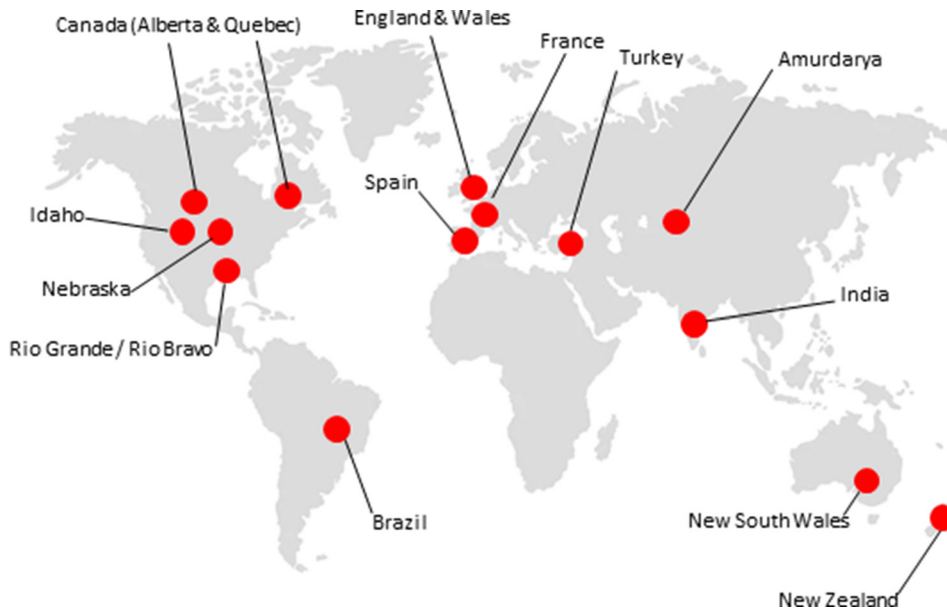 Canada (Alberta & Quebec)
England & Wales
France
Turkey
Amurdarya
Spain
Idaho
Nebraska
India
Rio Grande / Rio Bravo
Brazil
New South Wales
New Zealand